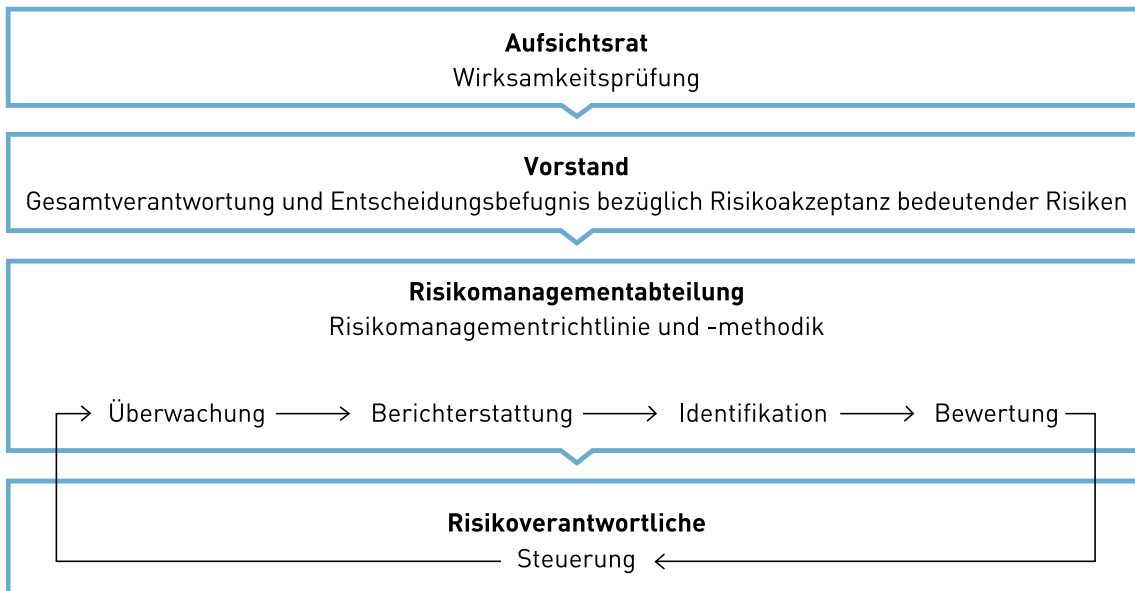 Aufsichtsrat
Wirksamkeitsprüfung
Vorstand
Gesamtverantwortung und Entscheidungsbefugnis bezüglich Risikoakzeptanz bedeutender Risiken
Risikomanagementabteilung
Risikomanagementrichtlinie und -methodik
Überwachung Berichterstattung Identifikation Bewertung
Risikoverantwortliche
Steuerung